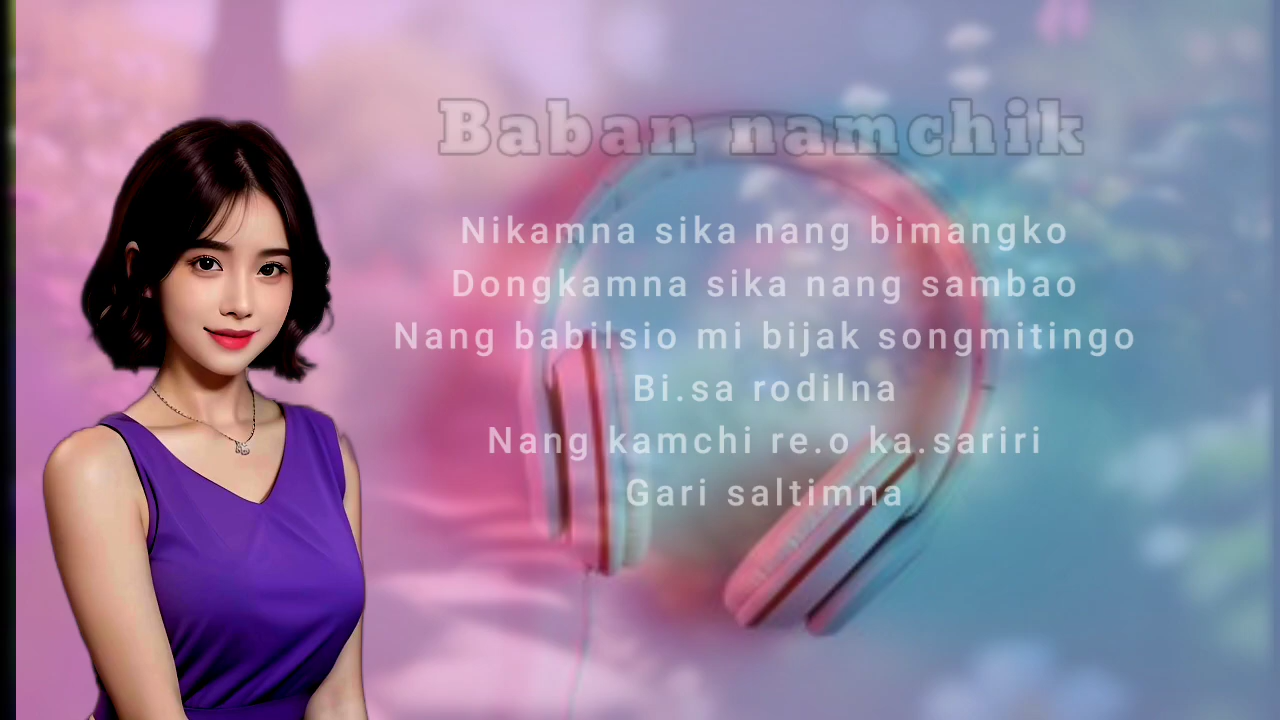 Baban namchik
Nikamna sika nang bimangko
Dongkamna sika nang sambao
Nang babilsio mi bijak songmitingo
Bi.sa rodilna
Nang kamchi re.o ka.sariri
Gari saltimna